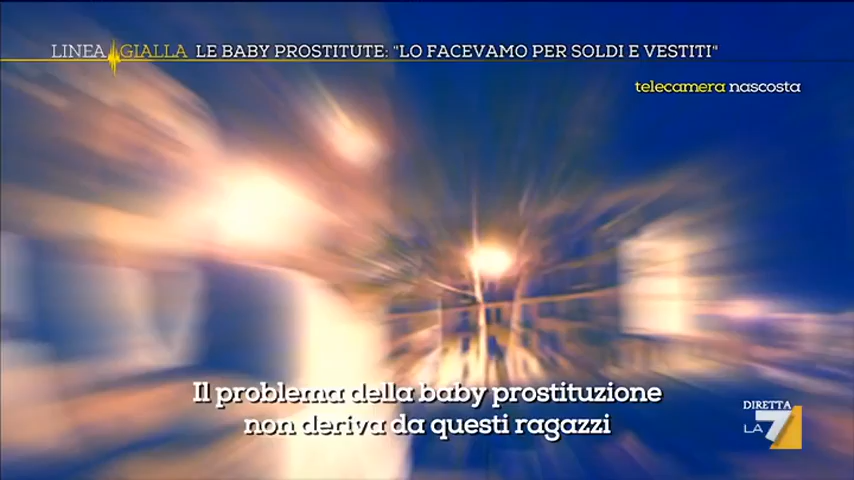 LINEA GIALLA LE BABY PROSTITUTE: "LO FACEVAMO PER SOLDI E VESTITI"
telecamera nascosta
Il problema della baby prostituzione
non deriva da questi ragazzi
DIRETTA
LA 7